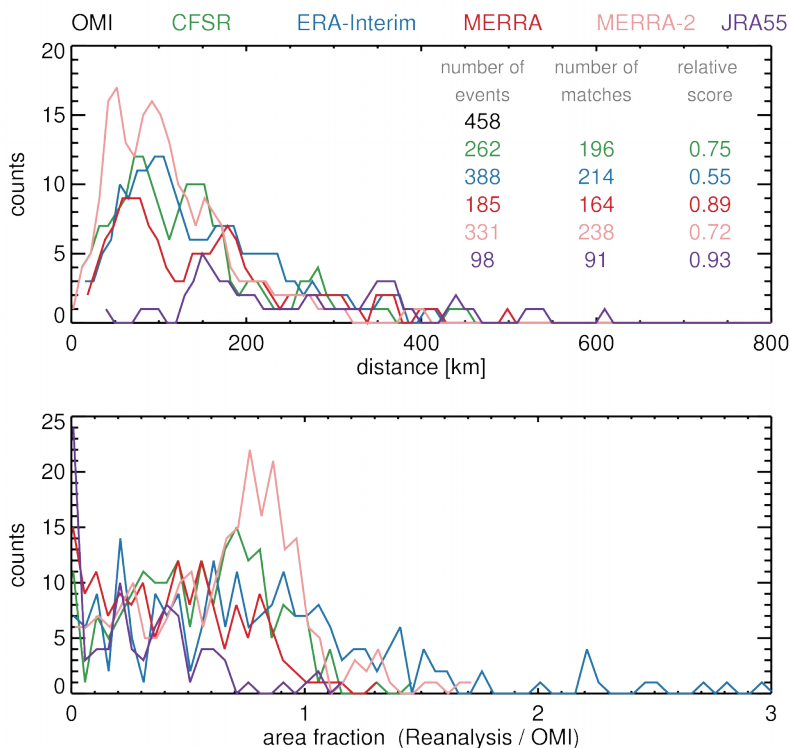 OMI CFSR ERA-Interim MERRA MERRA-2 JRA55
20
15
10
5
0
counts
number of events number of matches relative score
458
262 196 0.75
388 214 0.55
185 164 0.89
331 238 0.72
98 91 0.93
0 200 400 600 800
distance [km]
25
20
15
10
5
0
counts
0 1 2 3
area fraction (Reanalysis / OMI)